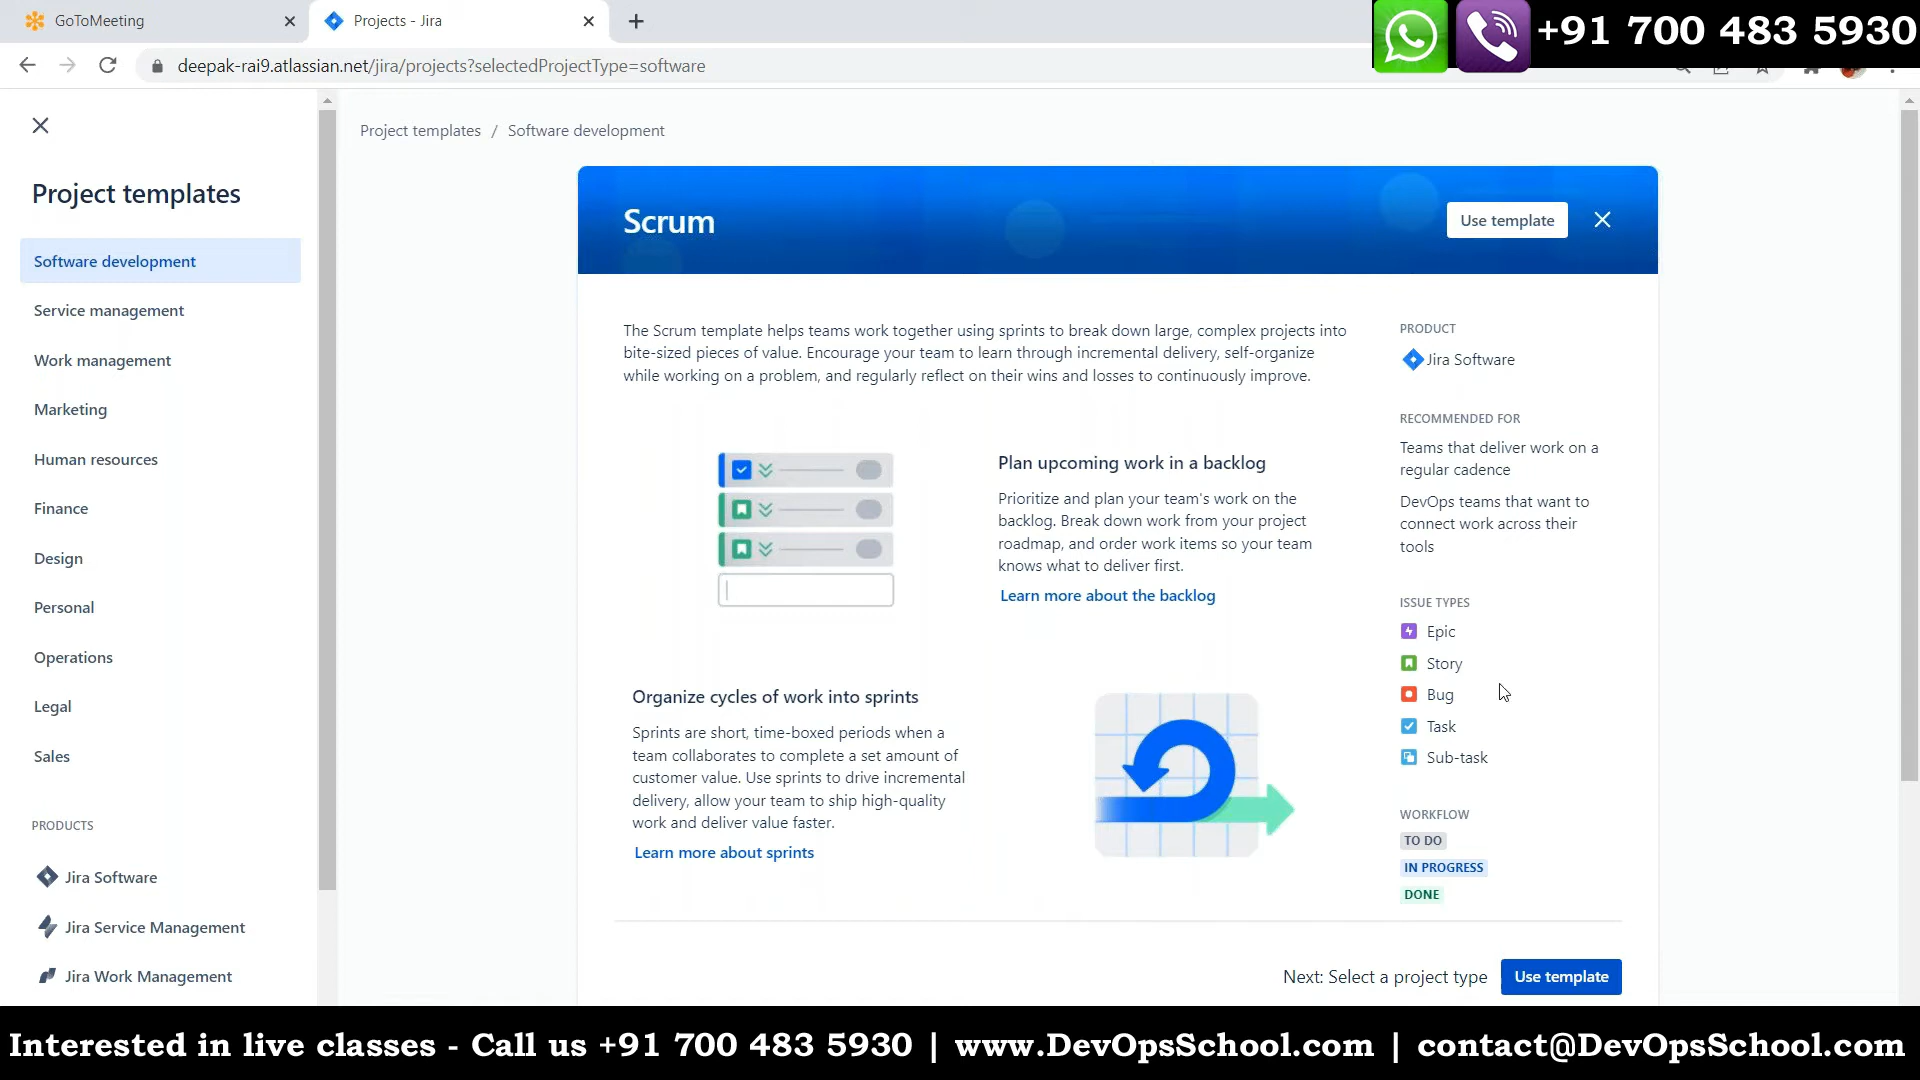 GoToMeeting
Projects - Jira
+91 700 483 5930
deepak-rai9.atlassian.net/jira/projects?selectedProjectType=software
Project templates / Software development
Project templates
Software development
Service management
Work management
Marketing
Human resources
Finance
Design
Personal
Operations
Legal
Sales
PRODUCTS
Jira Software
Jira Service Management
Jira Work Management
Scrum
Use template
The Scrum template helps teams work together using sprints to break down large, complex projects into
bite-sized pieces of value. Encourage your team to learn through incremental delivery, self-organize
while working on a problem, and regularly reflect on their wins and losses to continuously improve.
Plan upcoming work in a backlog
Prioritize and plan your team's work on the
backlog. Break down work from your project
roadmap, and order work items so your team
knows what to deliver first.
Learn more about the backlog
Organize cycles of work into sprints
Sprints are short, time-boxed periods when a
team collaborates to complete a set amount of
customer value. Use sprints to drive incremental
delivery, allow your team to ship high-quality
work and deliver value faster.
Learn more about sprints
PRODUCT
Jira Software
RECOMMENDED FOR
Teams that deliver work on a
regular cadence
DevOps teams that want to
connect work across their
tools
ISSUE TYPES
Epic
Story
Bug
Task
Sub-task
WORKFLOW
TO DO
IN PROGRESS
DONE
Next: Select a project type
Use template
Interested in live classes - Call us +91 700 483 5930 | www.DevOpsSchool.com | contact@DevOpsSchool.com